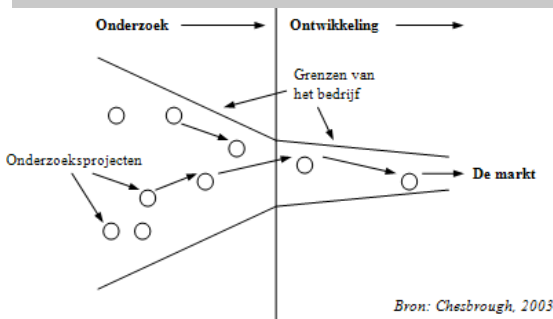 Onderzoek
Ontwikkeling
Grenzen van
het bedrijf
Onderzoeksprojecten
De markt
Bron: Chesbrough, 2003